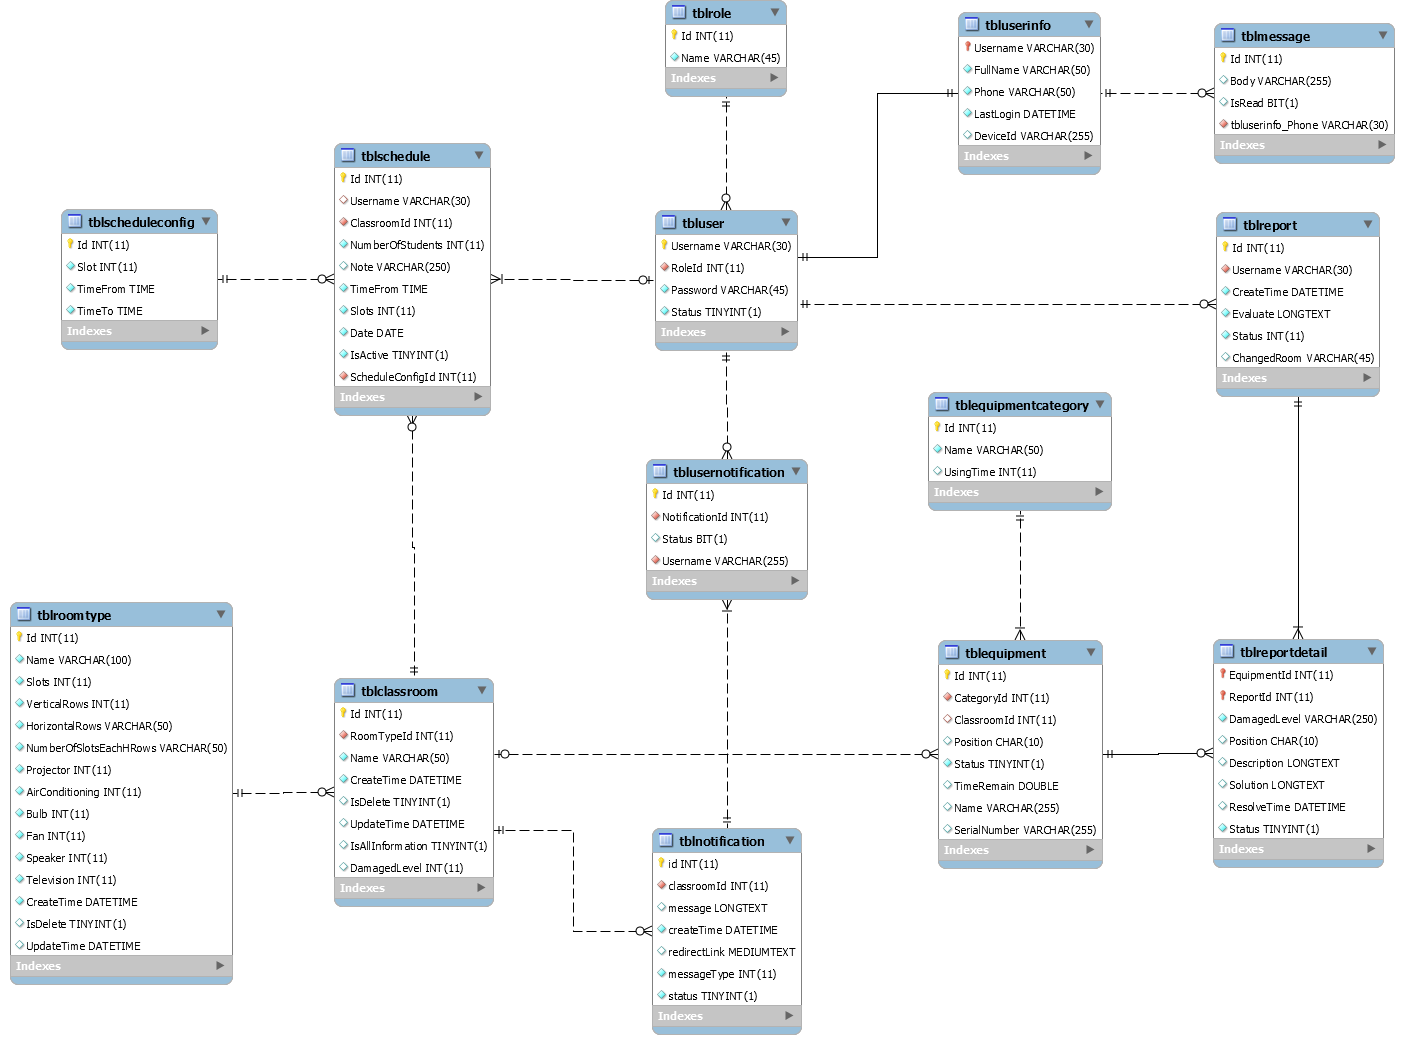 tblrole
Id INT(11)
Name VARCHAR(45)
Indexes
tbluserinfo
Username VARCHAR(30)
FullName VARCHAR(50)
Phone VARCHAR(50)
LastLogin DATETIME
DeviceId VARCHAR(255)
Indexes
tblmessage
Id INT(11)
Body VARCHAR(255)
IsRead BIT(1)
tbluserinfo_Phone VARCHAR(30)
Indexes
tblschedule
Id INT(11)
Username VARCHAR(30)
ClassroomId INT(11)
NumberOfStudents INT(11)
Note VARCHAR(250)
TimeFrom TIME
Slots INT(11)
Date DATE
IsActive TINYINT(1)
ScheduleConfigId INT(11)
Indexes
tblscheduleconfig
Id INT(11)
Slot INT(11)
TimeFrom TIME
TimeTo TIME
Indexes
tbluser
Username VARCHAR(30)
RoleId INT(11)
Password VARCHAR(45)
Status TINYINT(1)
Indexes
tblreport
Id INT(11)
Username VARCHAR(30)
CreateTime DATETIME
Evaluate LONGTEXT
Status INT(11)
ChangedRoom VARCHAR(45)
Indexes
tblequipmentcategory
Id INT(11)
Name VARCHAR(50)
UsingTime INT(11)
Indexes
tblusernotification
Id INT(11)
NotificationId INT(11)
Status BIT(1)
Username VARCHAR(255)
Indexes
tblroomtype
Id INT(11)
Name VARCHAR(100)
Slots INT(11)
VerticalRows INT(11)
HorizontalRows VARCHAR(50)
NumberOfSlotsEachHRows VARCHAR(50)
Projector INT(11)
AirConditioning INT(11)
Bulb INT(11)
Fan INT(11)
Speaker INT(11)
Television INT(11)
CreateTime DATETIME
IsDelete TINYINT(1)
UpdateTime DATETIME
Indexes
tblclassroom
Id INT(11)
RoomTypeId INT(11)
Name VARCHAR(50)
CreateTime DATETIME
IsDelete TINYINT(1)
UpdateTime DATETIME
IsAllInformation TINYINT(1)
DamagedLevel INT(11)
Indexes
tblequipment
Id INT(11)
CategoryId INT(11)
ClassroomId INT(11)
Position CHAR(10)
Status TINYINT(1)
TimeRemain DOUBLE
Name VARCHAR(255)
SerialNumber VARCHAR(255)
Indexes
tblreportdetail
EquipmentId INT(11)
ReportId INT(11)
DamagedLevel VARCHAR(250)
Position CHAR(10)
Description LONGTEXT
Solution LONGTEXT
ResolveTime DATETIME
Status TINYINT(1)
Indexes
tblnotification
id INT(11)
classroomId INT(11)
message LONGTEXT
createTime DATETIME
redirectLink MEDIUMTEXT
messageType INT(11)
status TINYINT(1)
Indexes